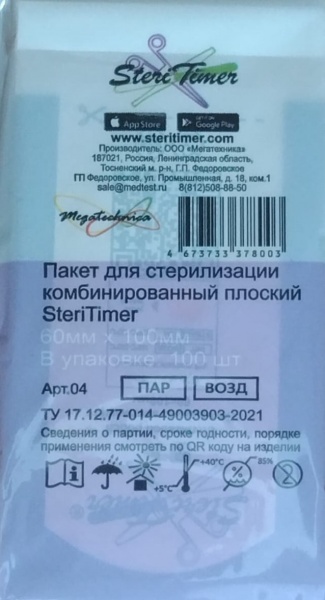 SteriTimer
App Store Google Play
www.steritimer.com
Производитель: ООО «Мегатехника»
187021, Россия, Ленинградская область,
Тосненский м. р-н, Г.П. Федоровское
ГП Федоровское, ул. Промышленная, д. 18, ком.1
sale@medtest.ru 8(812)508-88-50
Megatechnica
4 673733 378003
Пакет для стерилизации
комбинированный плоский
SteriTimer
60мм х 100мм
В упаковке: 100 шт
Арт.04 ПАР ВОЗД
ТУ 17.12.77-014-49003903-2021
Сведения о партии, сроке годности, порядке
применения смотреть по QR коду на изделии
+5°C +40°C 85%